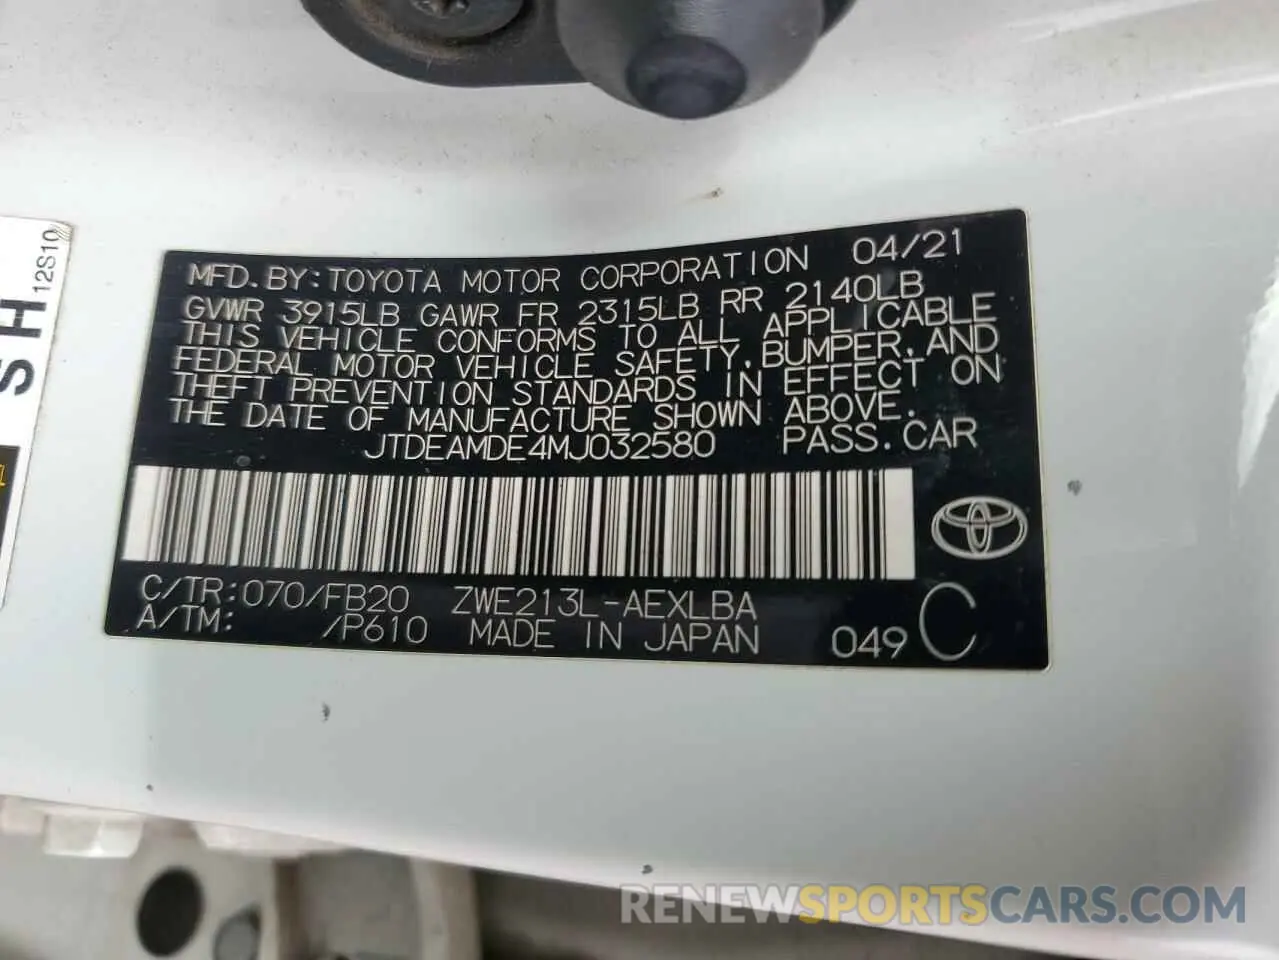 MFD.BY:TOYOTA MOTOR CORPORATION 04/21
GVWR 3915LB GAWR FR 2315LB RR 2140LB
THIS VEHICLE CONFORMS TO ALL APPLICABLE
FEDERAL MOTOR VEHICLE SAFETY,BUMPER,AND
THEFT PREVENTION STANDARDS IN EFFECT ON
THE DATE OF MANUFACTURE SHOWN ABOVE.
JTDEAMDE4MJ032580 PASS.CAR
C/TR:070/FB20 ZWE213L-AEXLBA
A/TM: /P610 MADE IN JAPAN 049 C
12S10
SH
RENEWSPORTSCARS.COM